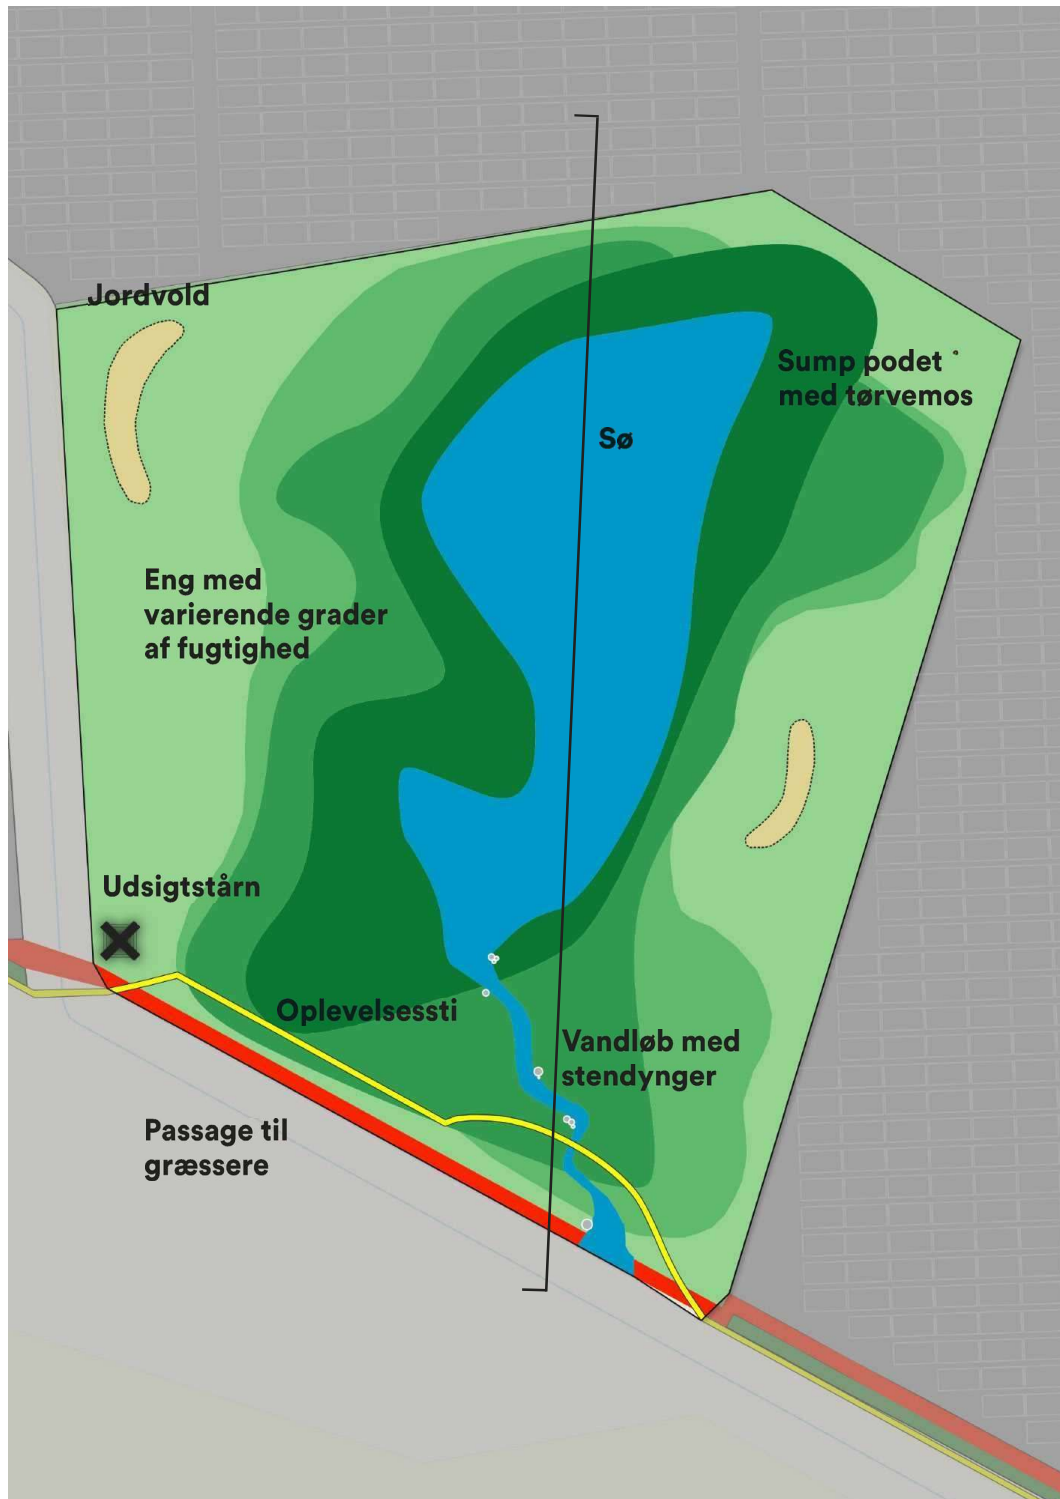 Jordvold
Sump podet
med tørvemos
Sø
Eng med
varierende grader
af fugtighed
Udsigtstårn
Oplevelsessti
Vandløb med
stendynger
Passage til
græssere